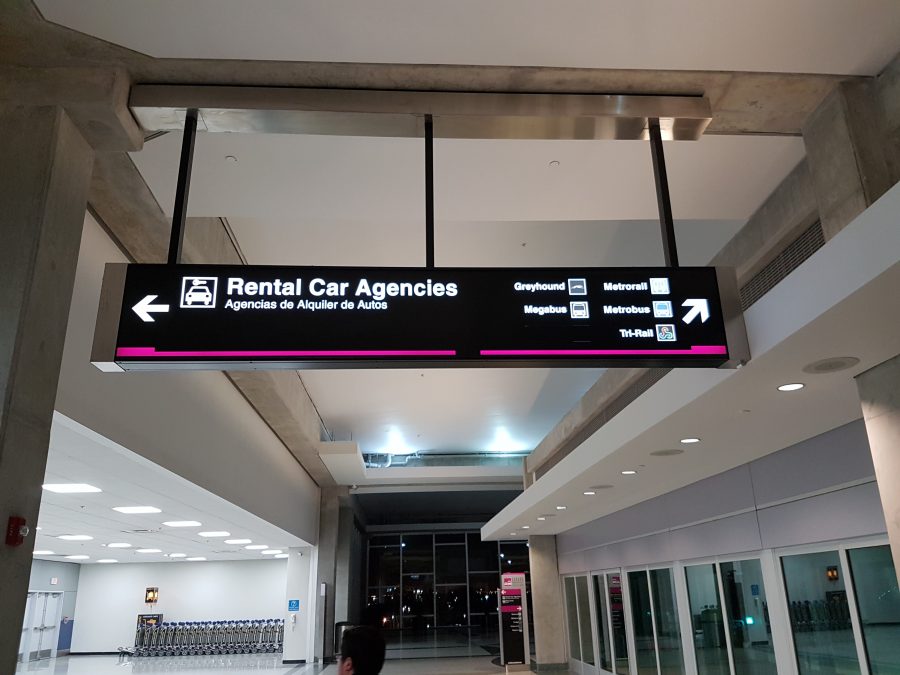 Rental Car Agencies
Agencias de Alquiler de Autos
Greyhound
Megabus
Metrorail
Metrobus
Tri-Rail